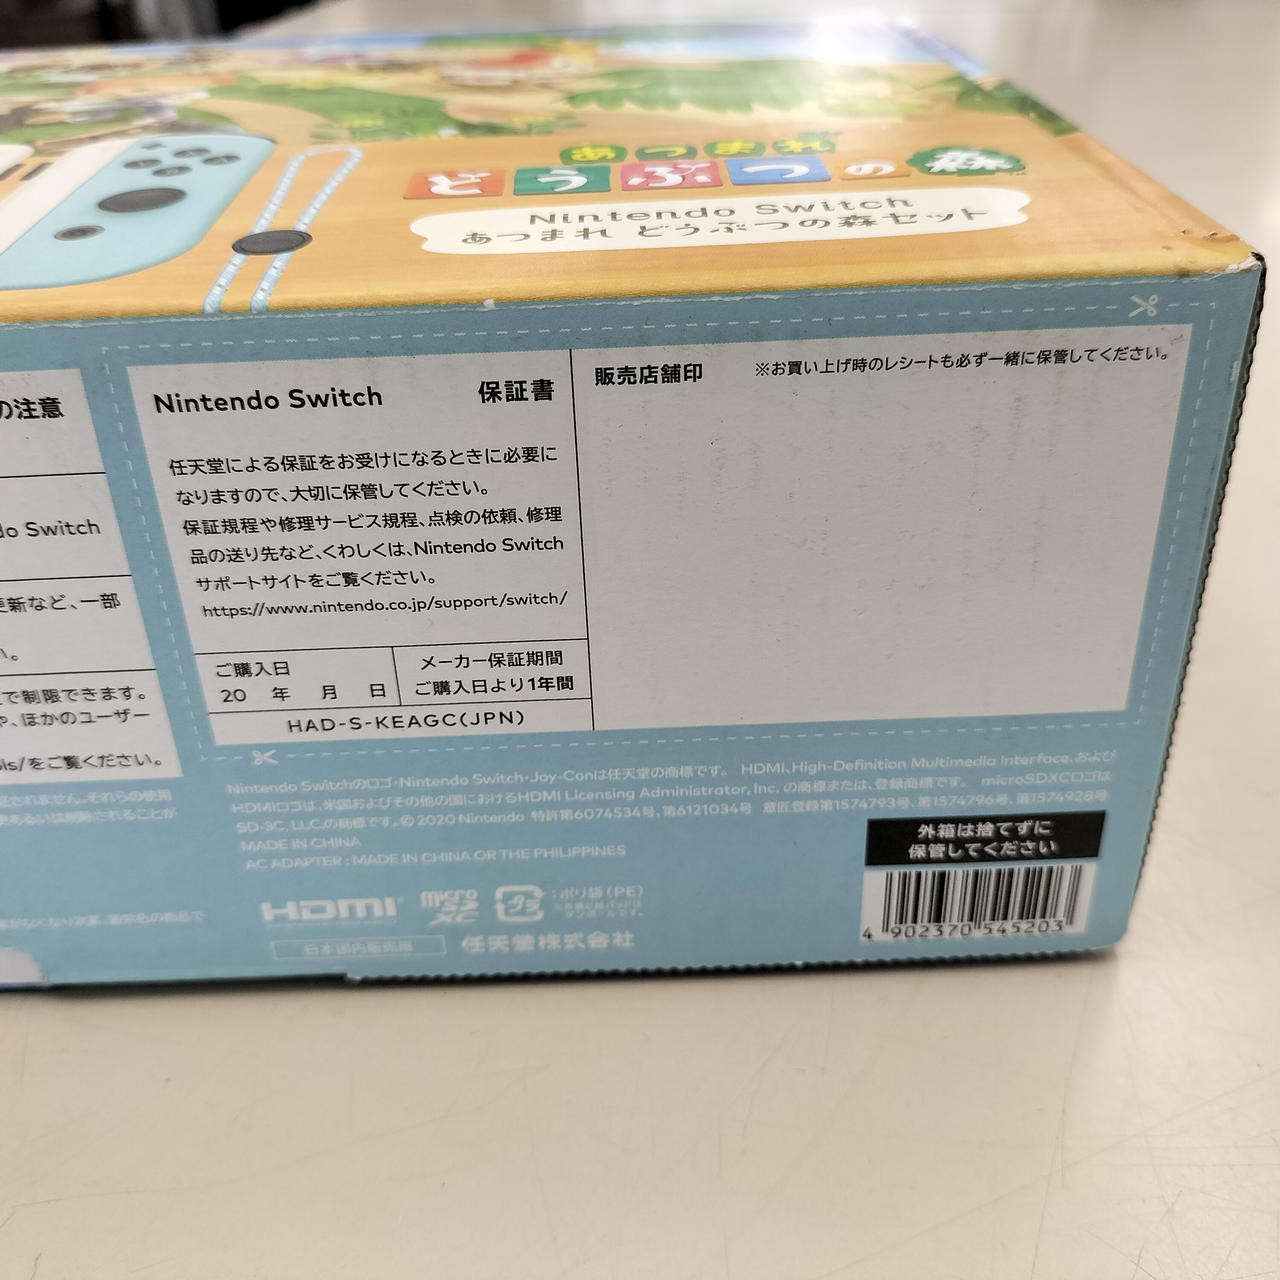 あつまれ
どうぶつの森
Nintendo Switch
あつまれ どうぶつの森セット
の注意
do Switch
更新など、一部
い。
で制限できます。
や、ほかのユーザー
ols/をご覧ください。
Nintendo Switch 保証書
任天堂による保証をお受けになるときに必要に
なりますので、大切に保管してください。
保証規程や修理サービス規程、点検の依頼、修理
品の送り先など、くわしくは、Nintendo Switch
サポートサイトをご覧ください。
https://www.nintendo.co.jp/support/switch/
ご購入日
20 年 月 日
メーカー保証期間
ご購入日より1年間
HAD-S-KEAGC(JPN)
販売店舗印
※お買い上げ時のレシートも必ず一緒に保管してください。
Nintendo Switchのロゴ・Nintendo Switch・Joy-Conは任天堂の商標です。 HDMI、High-Definition Multimedia Interface、および
HDMIロゴは、米国およびその他の国におけるHDMI Licensing Administrator, Inc. の商標または、登録商標です。 microSDXCロゴは
SD-3C, LLC.の商標です。© 2020 Nintendo 特許第6074534号、第6121034号 意匠登録第1574793号、第1574796号、第1574928号
MADE IN CHINA
AC ADAPTER : MADE IN CHINA OR THE PHILIPPINES
HDMI
micro SD XC
プラ
:ポリ袋(PE)
日本国内販売用
任天堂株式会社
外箱は捨てずに
保管してください
4 902370 545203